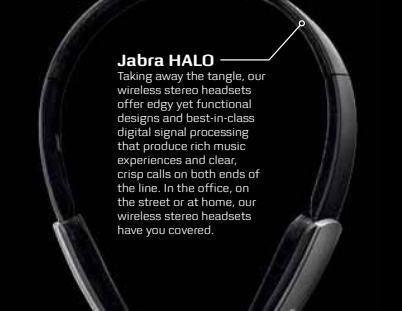 Jabra HALO
Taking away the tangle, our
wireless stereo headsets
offer edgy yet functional
designs and best-in-class
digital signal processing
that produce rich music
experiences and clear,
crisp calls on both ends of
the line. In the office, on
the street or at home, our
wireless stereo headsets
have you covered.